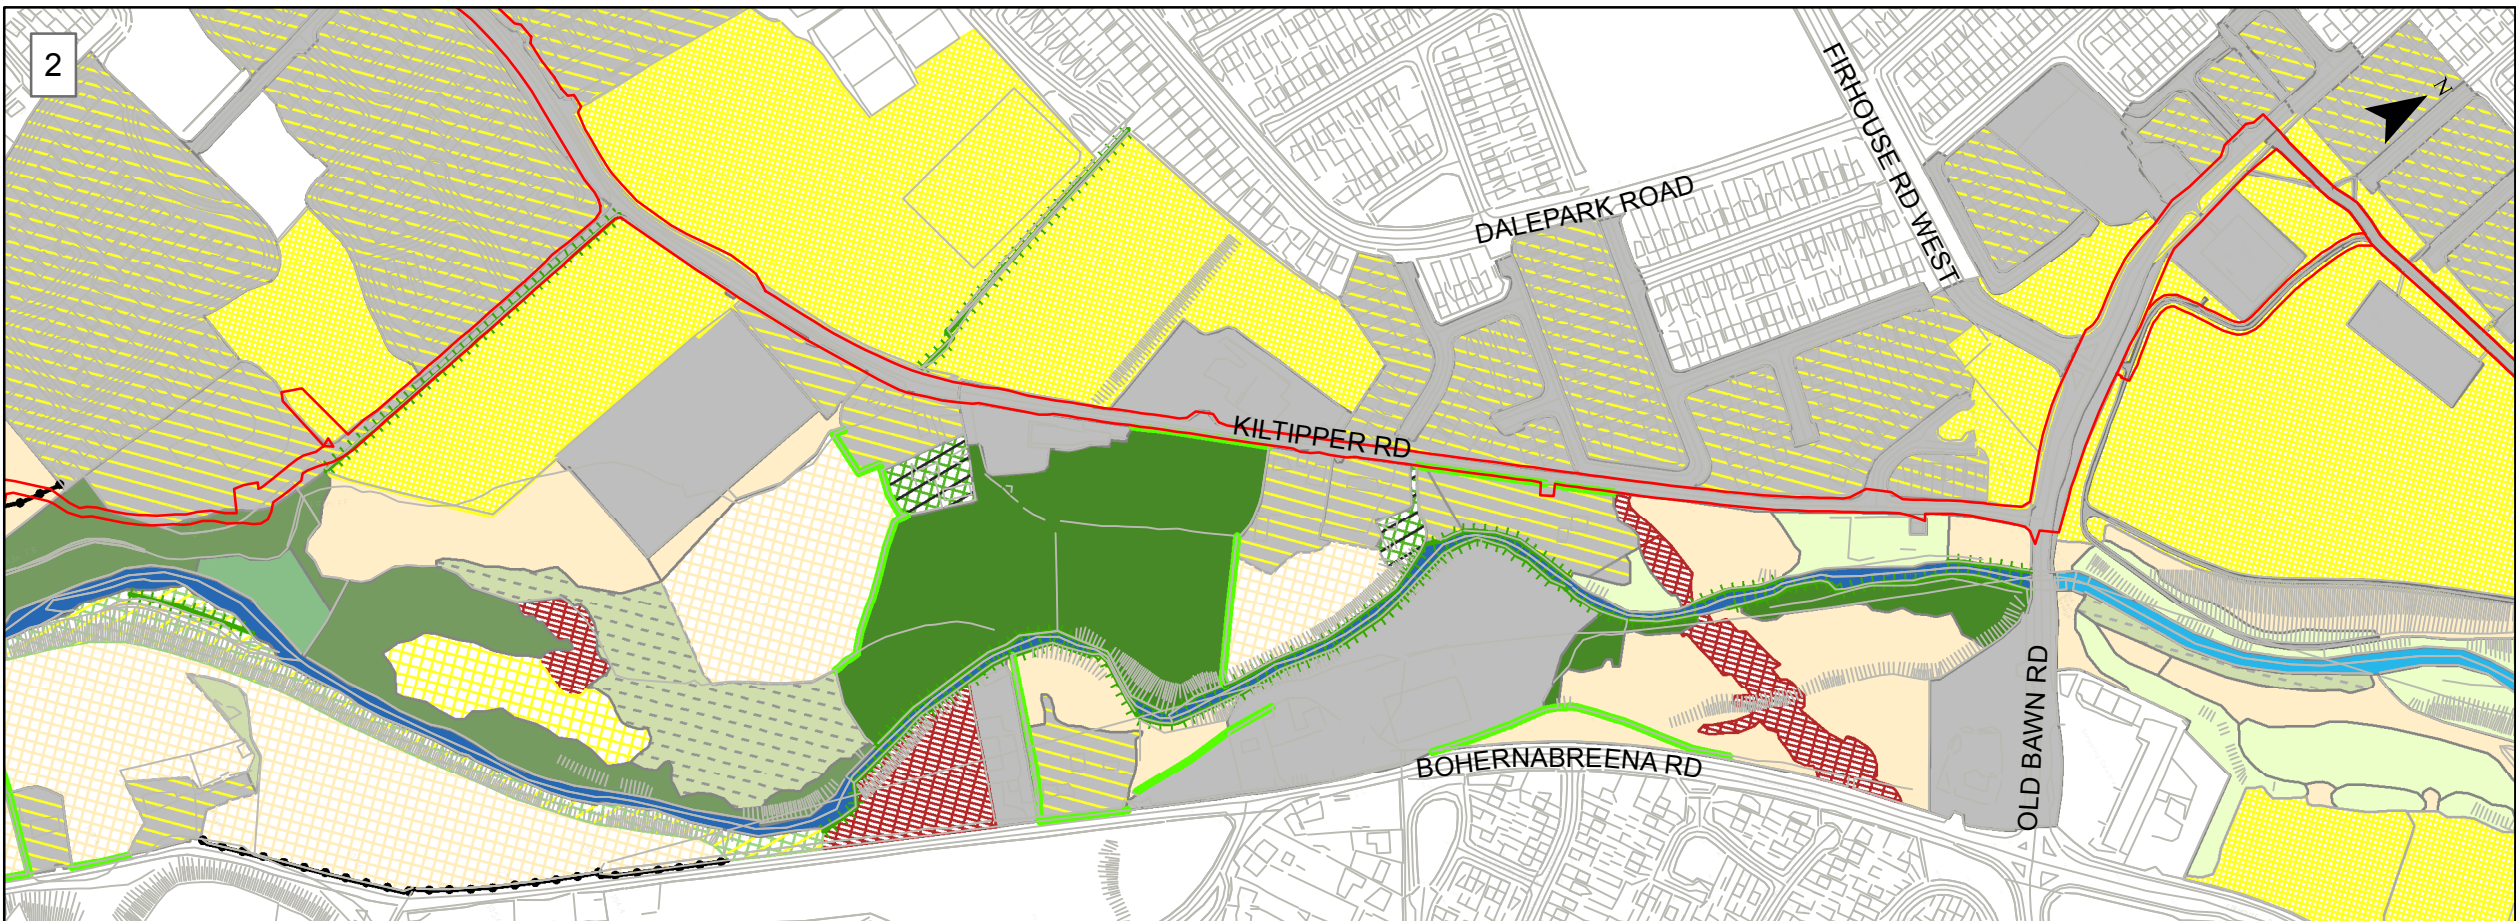 2
N
FIRHOUSE RD WEST
DALEPARK ROAD
KILTIPPER RD
BOHERNABREENA RD
OLD BAWN RD